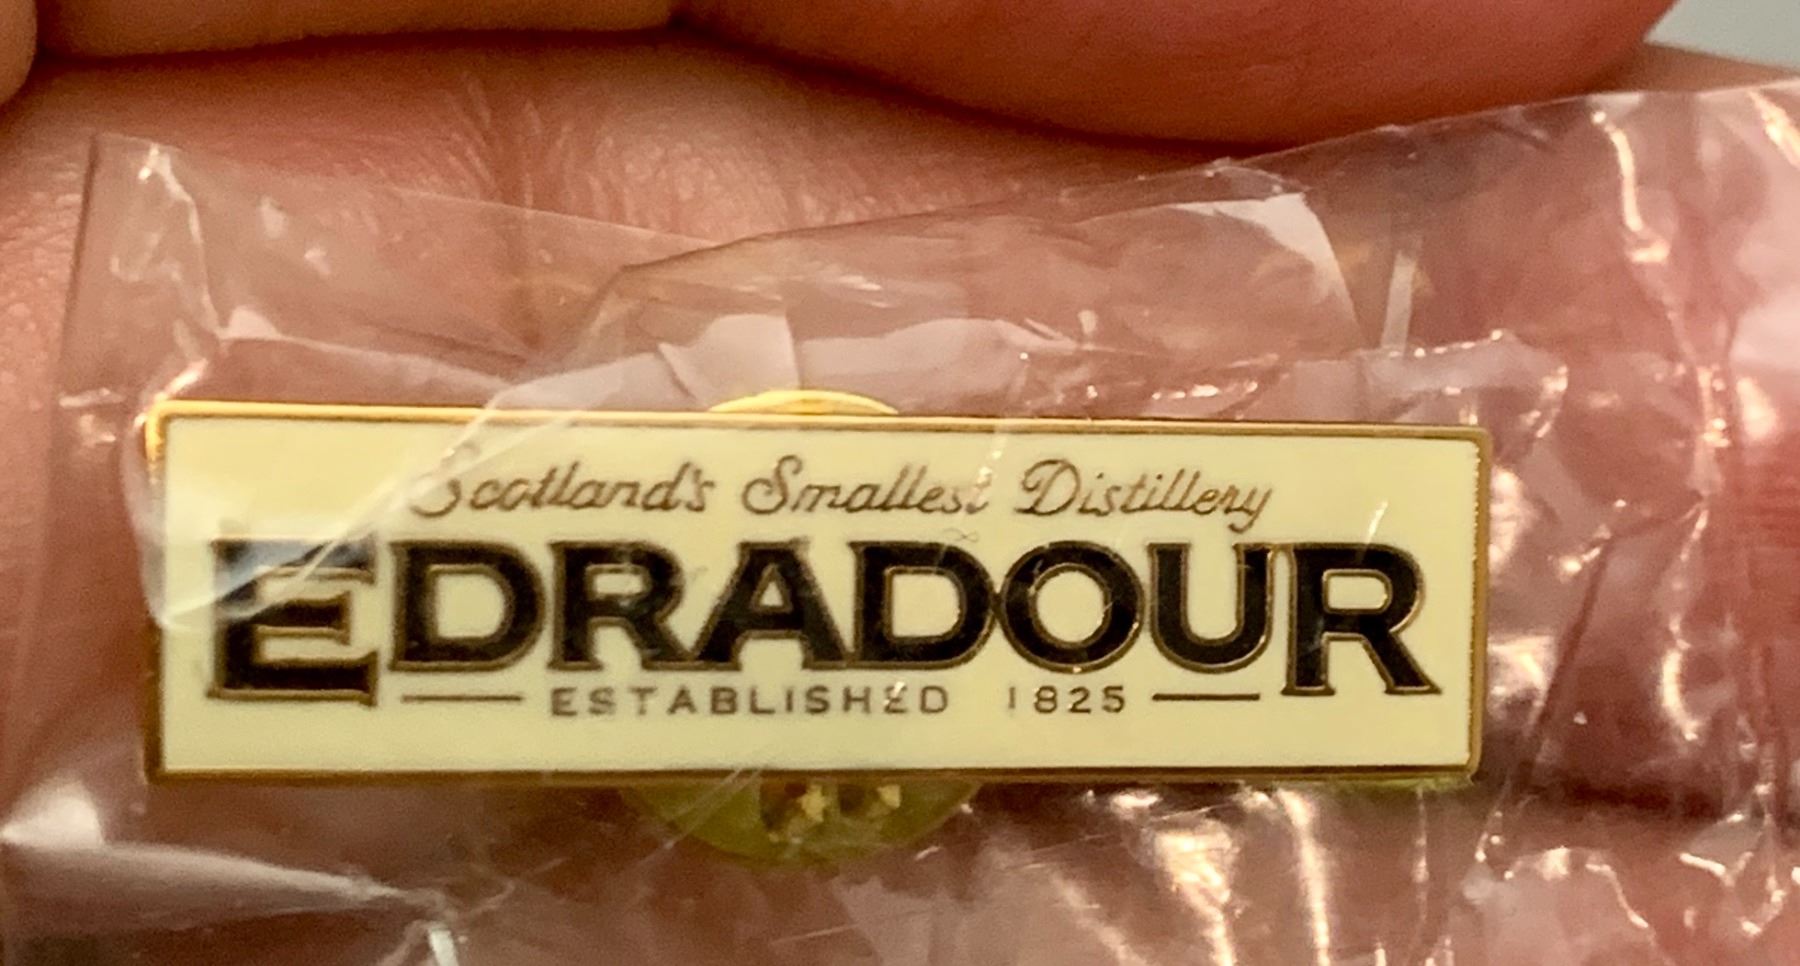 Scotland's Smallest Distillery
EDRADOUR
ESTABLISHED 1825